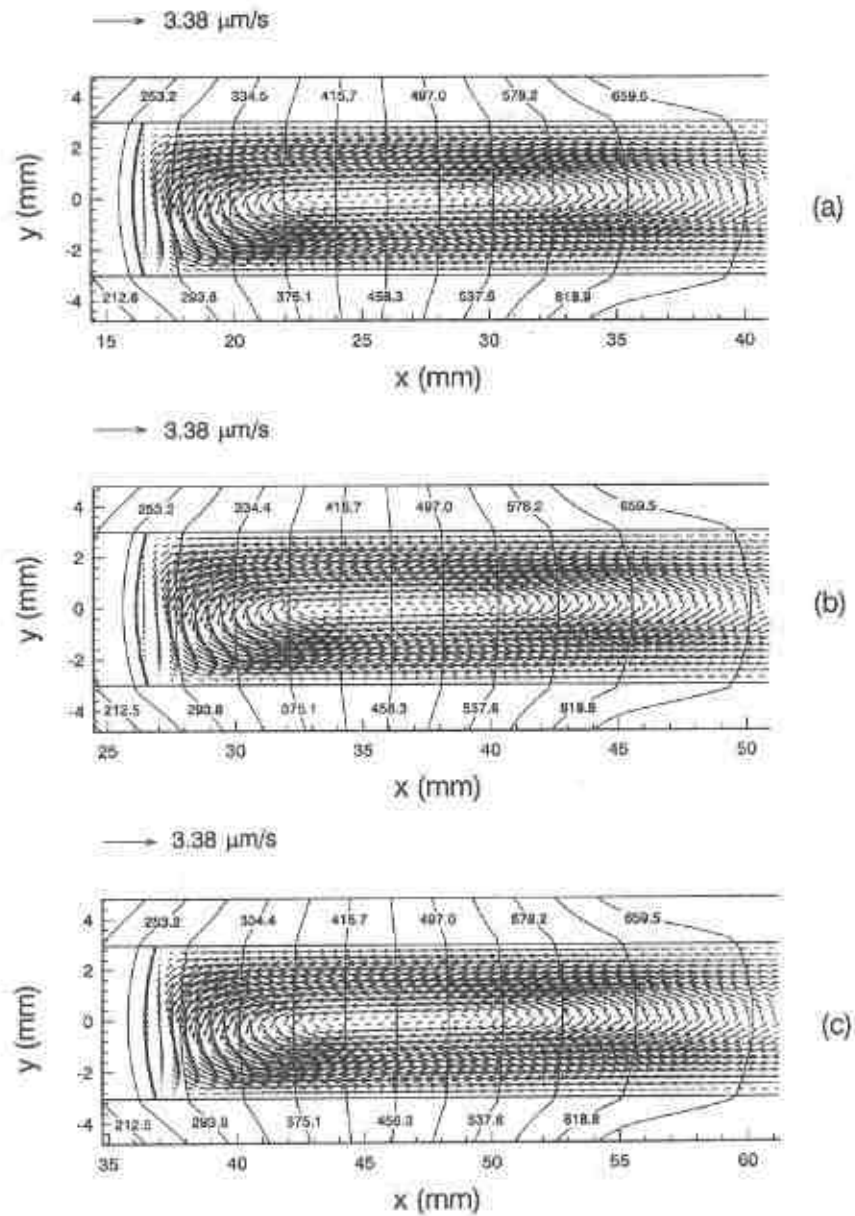 3.38 μm/s
4 253.2 334.5 415.7 497.0 578.2 659.5
2
y (mm) 0 (a)
-2
-4 212.6 293.8 375.1 456.3 537.6 618.9
15 20 25 30 35 40
x (mm)
3.38 μm/s
4 253.2 334.4 415.7 497.0 578.2 659.5
2
y (mm) 0 (b)
-2
-4 212.5 293.8 375.1 456.3 537.6 618.8
25 30 35 40 45 50
x (mm)
3.38 μm/s
4 253.2 334.4 415.7 497.0 578.2 659.5
2
y (mm) 0 (c)
-2
-4 212.5 293.8 375.1 456.3 537.6 618.8
35 40 45 50 55 60
x (mm)